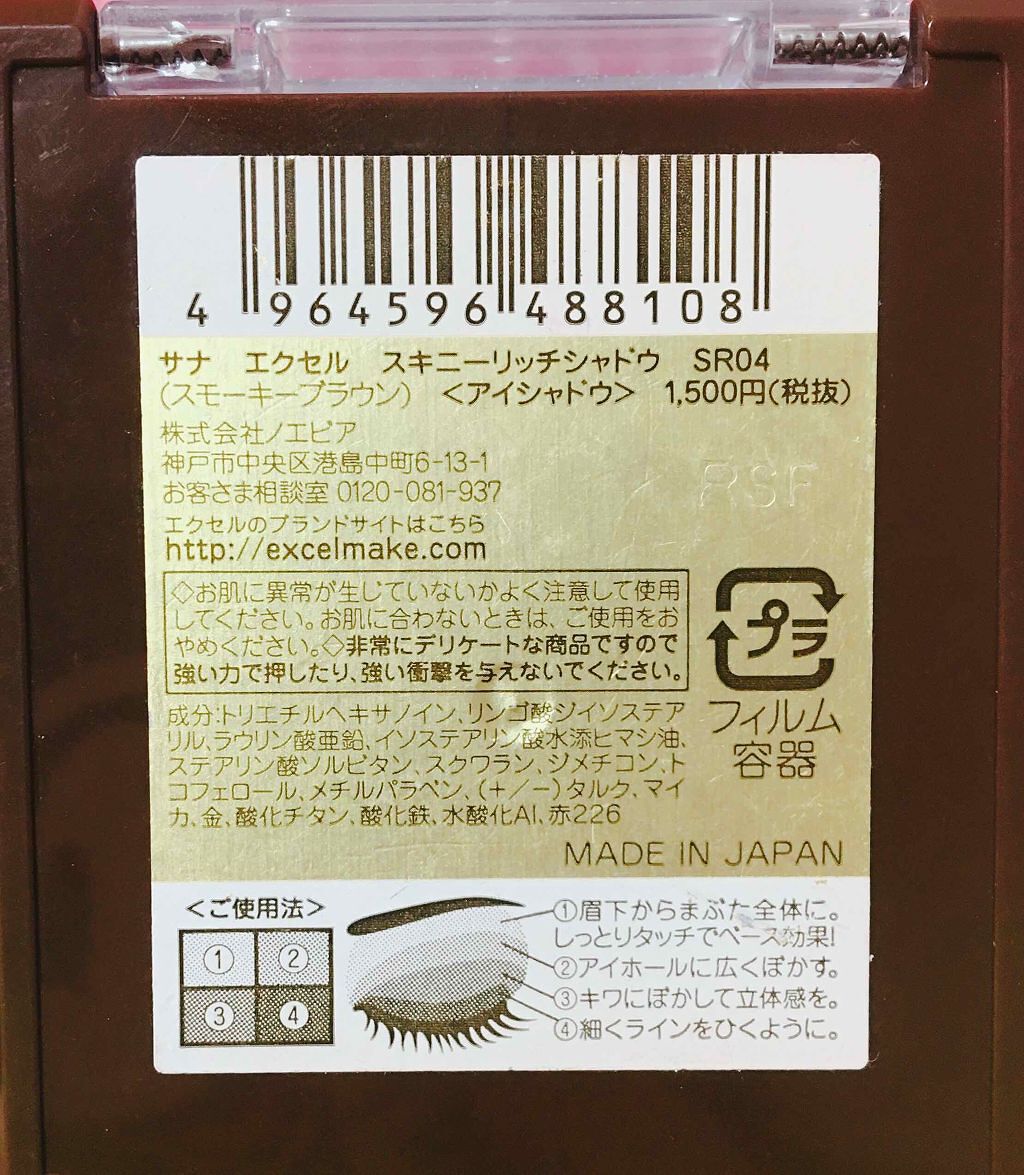 4 964596 488108
サナ エクセル スキニーリッチシャドウ SR04
(スモーキーブラウン) <アイシャドウ> 1,500円(税抜)
株式会社ノエビア
神戸市中央区港島中町6-13-1
お客さま相談室 0120-081-937
RSF
エクセルのブランドサイトはこちら
http://excelmake.com
◇お肌に異常が生じていないかよく注意して使用
してください。お肌に合わないときは、ご使用をお
やめください。◇非常にデリケートな商品ですので
強い力で押したり、強い衝撃を与えないでください。
プラ
フィルム
容器
成分:トリエチルヘキサノイン、リンゴ酸ジイソステア
リル、ラウリン酸亜鉛、イソステアリン酸水添ヒマシ油、
ステアリン酸ソルビタン、スクワラン、ジメチコン、ト
コフェロール、メチルパラベン、(+/-)タルク、マイ
カ、金、酸化チタン、酸化鉄、水酸化Al、赤226
MADE IN JAPAN
<ご使用法>
① ②
③ ④
①眉下からまぶた全体に。
しっとりタッチでベース効果!
②アイホールに広くぼかす。
③キワにぼかして立体感を。
④細くラインをひくように。